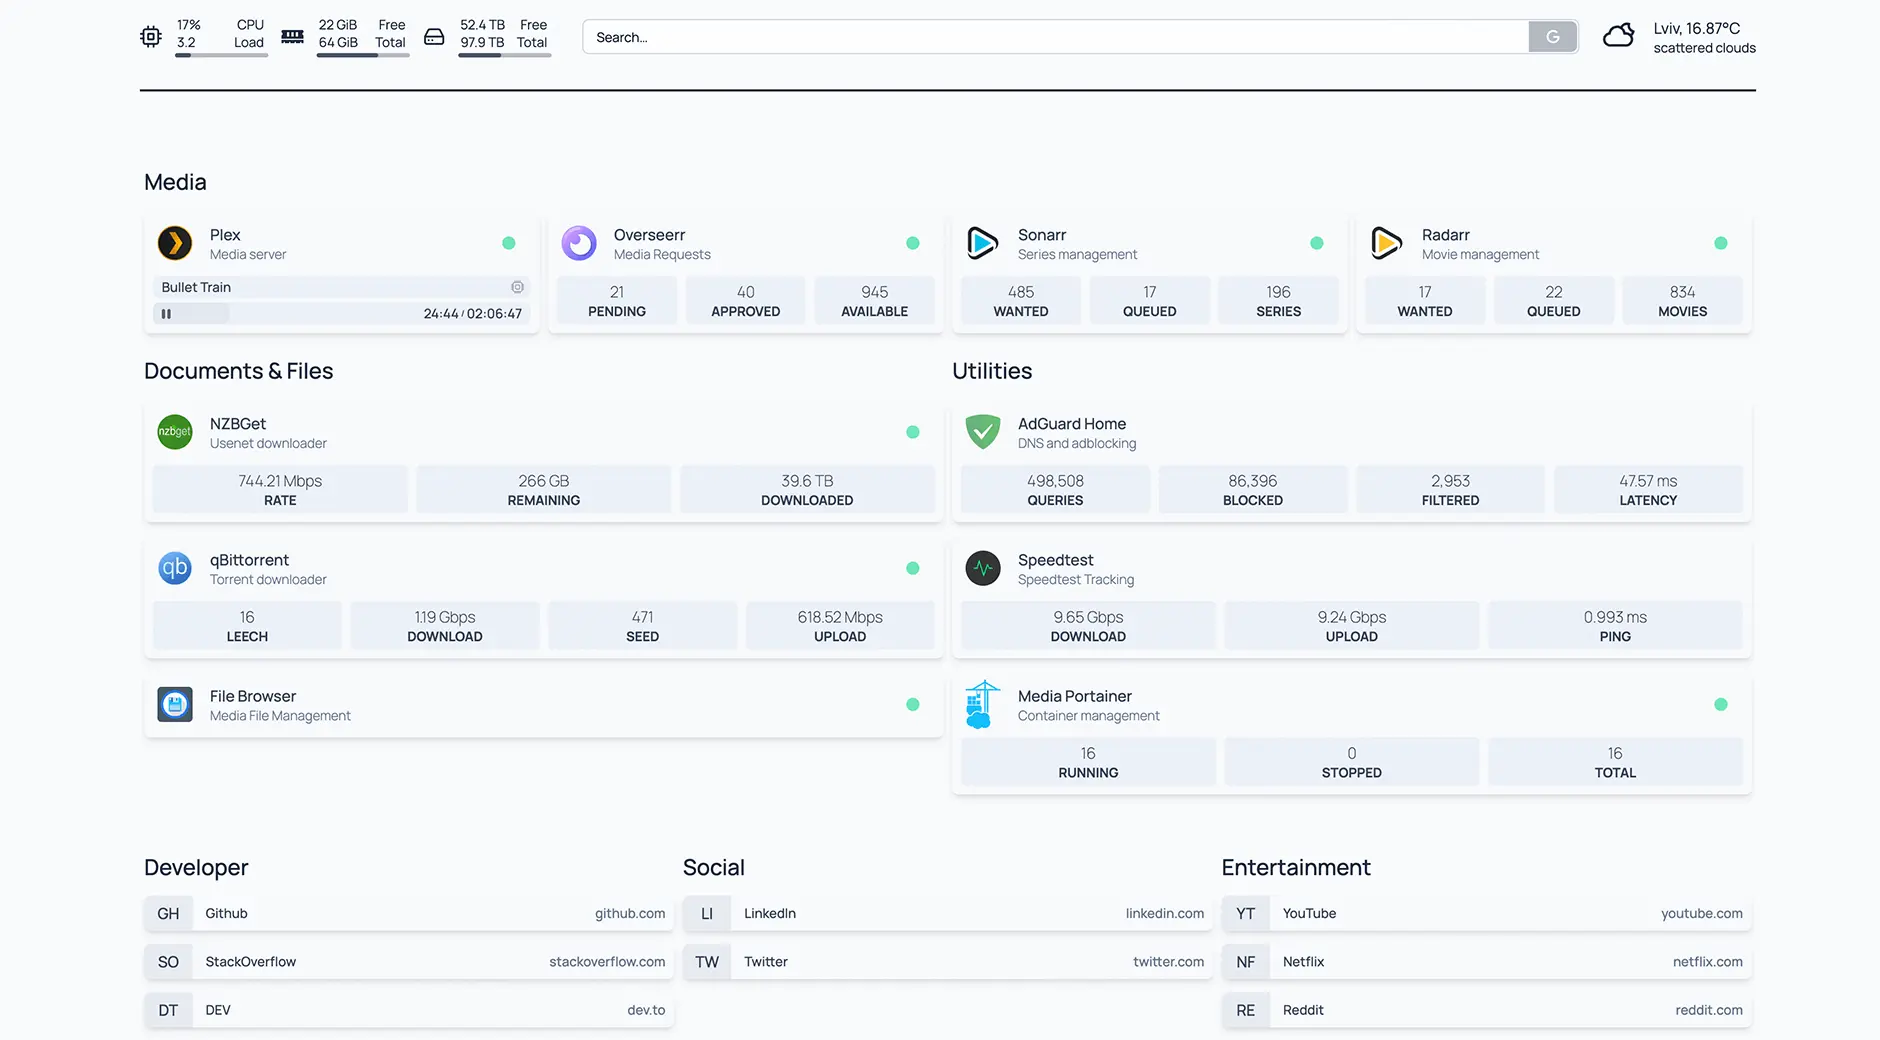 17% CPU
3.2 Load
22 GiB Free
64 GiB Total
52.4 TB Free
97.9 TB Total
Search...
G
Lviv, 16.87°C
scattered clouds
Media
Plex
Media server
Bullet Train
24:44 / 02:06:47
Overseerr
Media Requests
21
PENDING
40
APPROVED
945
AVAILABLE
Sonarr
Series management
485
WANTED
17
QUEUED
196
SERIES
Radarr
Movie management
17
WANTED
22
QUEUED
834
MOVIES
Documents & Files
nzbget
NZBGet
Usenet downloader
744.21 Mbps
RATE
266 GB
REMAINING
39.6 TB
DOWNLOADED
qb
qBittorrent
Torrent downloader
16
LEECH
1.19 Gbps
DOWNLOAD
471
SEED
618.52 Mbps
UPLOAD
File Browser
Media File Management
Utilities
AdGuard Home
DNS and adblocking
498,508
QUERIES
86,396
BLOCKED
2,953
FILTERED
47.57 ms
LATENCY
Speedtest
Speedtest Tracking
9.65 Gbps
DOWNLOAD
9.24 Gbps
UPLOAD
0.993 ms
PING
Media Portainer
Container management
16
RUNNING
0
STOPPED
16
TOTAL
Developer
GH Github github.com
SO StackOverflow stackoverflow.com
DT DEV dev.to
Social
LI LinkedIn linkedin.com
TW Twitter twitter.com
Entertainment
YT YouTube youtube.com
NF Netflix netflix.com
RE Reddit reddit.com